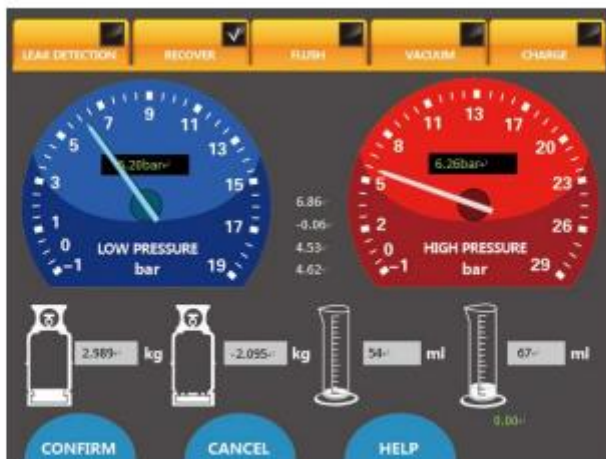 LEAK DETECTION RECOVER FLUSH VACUUM CHARGE
-1 0 1 3 5 7 9 11 13 15 17 19
6.20bar
LOW PRESSURE
bar
6.86
-0.06
4.53
4.62
-1 0 2 5 8 11 13 17 20 23 26 29
6.26bar
HIGH PRESSURE
bar
2.989 kg -2.095 kg 54 ml 67 ml
0.00
CONFIRM CANCEL HELP